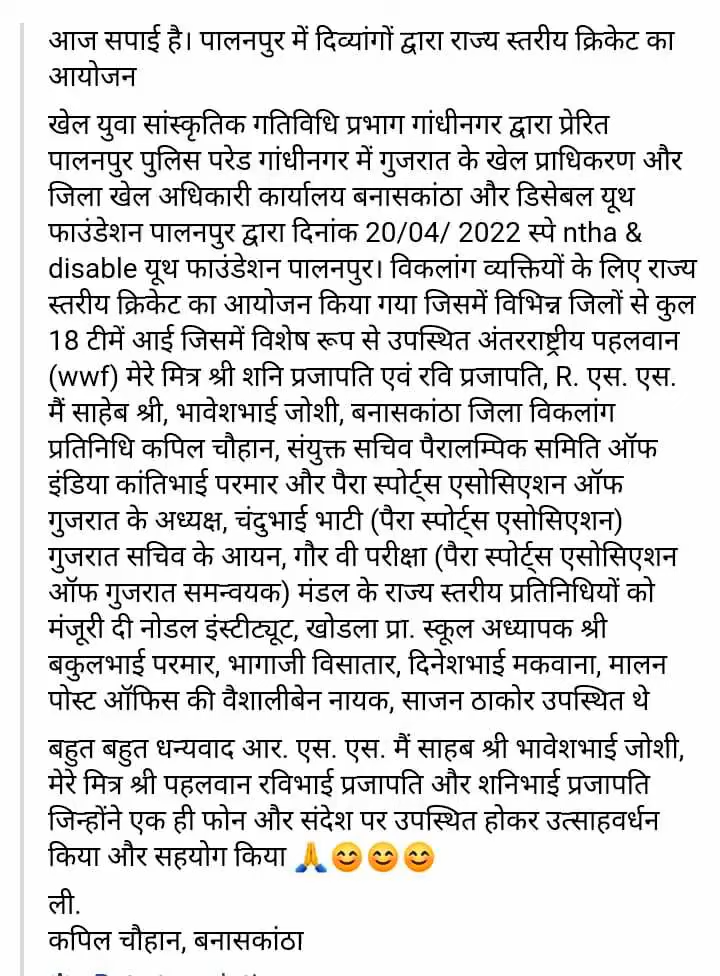 आज सपाई है। पालनपुर में दिव्यांगों द्वारा राज्य स्तरीय क्रिकेट का
आयोजन
खेल युवा सांस्कृतिक गतिविधि प्रभाग गांधीनगर द्वारा प्रेरित
पालनपुर पुलिस परेड गांधीनगर में गुजरात के खेल प्राधिकरण और
जिला खेल अधिकारी कार्यालय बनासकांठा और डिसेबल यूथ
फाउंडेशन पालनपुर द्वारा दिनांक 20/04/ 2022 स्पे ntha &
disable यूथ फाउंडेशन पालनपुर। विकलांग व्यक्तियों के लिए राज्य
स्तरीय क्रिकेट का आयोजन किया गया जिसमें विभिन्न जिलों से कुल
18 टीमें आई जिसमें विशेष रूप से उपस्थित अंतरराष्ट्रीय पहलवान
(wwf) मेरे मित्र श्री शनि प्रजापति एवं रवि प्रजापति, R. एस. एस.
मैं साहेब श्री, भावेशभाई जोशी, बनासकांठा जिला विकलांग
प्रतिनिधि कपिल चौहान, संयुक्त सचिव पैरालम्पिक समिति ऑफ
इंडिया कांतिभाई परमार और पैरा स्पोर्ट्स एसोसिएशन ऑफ
गुजरात के अध्यक्ष, चंदुभाई भाटी (पैरा स्पोर्ट्स एसोसिएशन)
गुजरात सचिव के आयन, गौर वी परीक्षा (पैरा स्पोर्ट्स एसोसिएशन
ऑफ गुजरात समन्वयक) मंडल के राज्य स्तरीय प्रतिनिधियों को
मंजूरी दी नोडल इंस्टीट्यूट, खोडला प्रा. स्कूल अध्यापक श्री
बकुलभाई परमार, भागाजी विसातार, दिनेशभाई मकवाना, मालन
पोस्ट ऑफिस की वैशालीबेन नायक, साजन ठाकोर उपस्थित थे
बहुत बहुत धन्यवाद आर. एस. एस. मैं साहब श्री भावेशभाई जोशी,
मेरे मित्र श्री पहलवान रविभाई प्रजापति और शनिभाई प्रजापति
जिन्होंने एक ही फोन और संदेश पर उपस्थित होकर उत्साहवर्धन
किया और सहयोग किया 🙏😊😊😊
ली.
कपिल चौहान, बनासकांठा